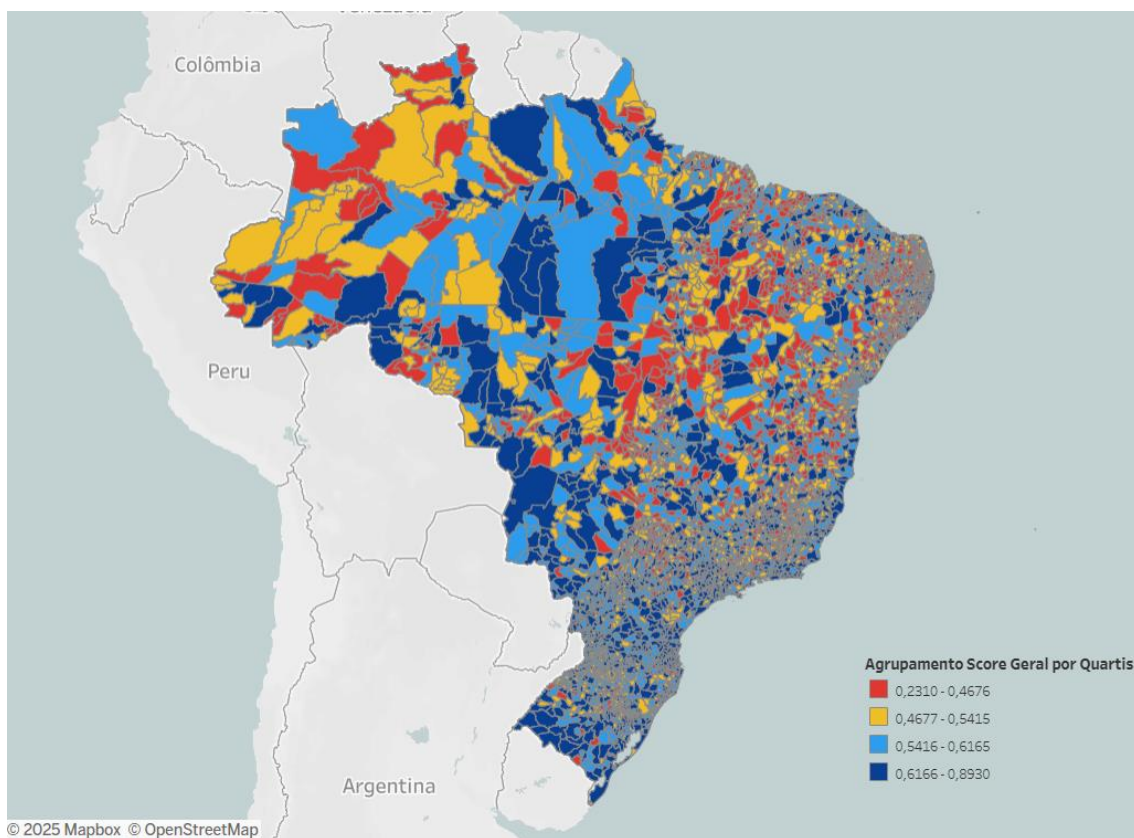 Colômbia
Peru
Argentina
Agrupamento Score Geral por Quartis
0,2310 - 0,4676
0,4677 - 0,5415
0,5416 - 0,6165
0,6166 - 0,8930
© 2025 Mapbox © OpenStreetMap